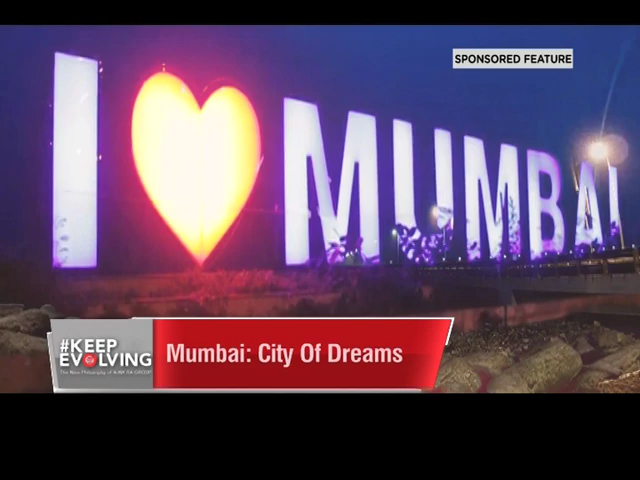 SPONSORED FEATURE
I MUMBAI
#KEEP
EVOLVING
Mumbai: City Of Dreams